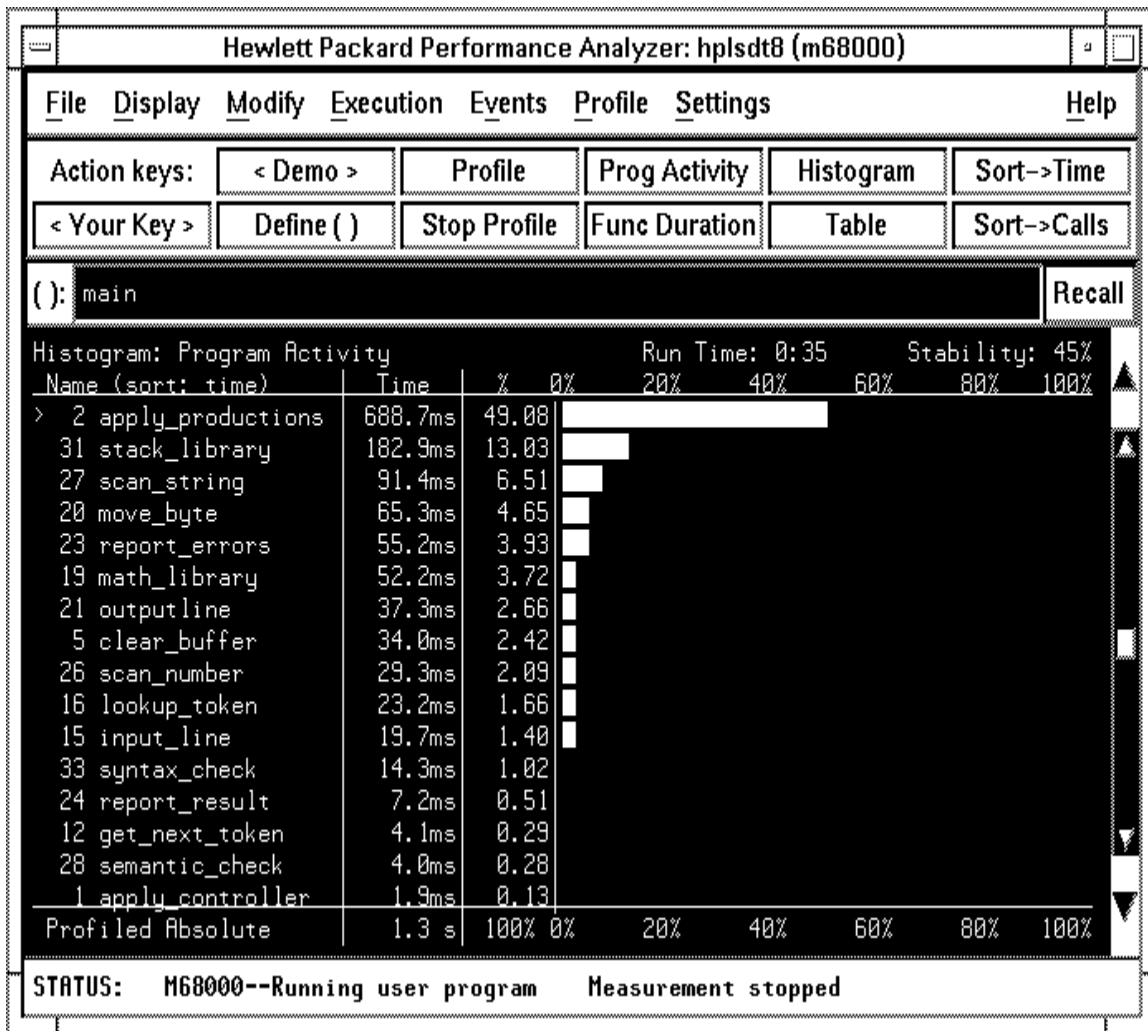 Hewlett Packard Performance Analyzer: hplsdt8 (m68000)
File Display Modify Execution Events Profile Settings Help
Action keys: < Demo > Profile Prog Activity Histogram Sort->Time
< Your Key > Define ( ) Stop Profile Func Duration Table Sort->Calls
( ): main Recall
Histogram: Program Activity Run Time: 0:35 Stability: 45%
Name (sort: time) Time % 0% 20% 40% 60% 80% 100%
> 2 apply_productions 688.7ms 49.08
31 stack_library 182.9ms 13.03
27 scan_string 91.4ms 6.51
20 move_byte 65.3ms 4.65
23 report_errors 55.2ms 3.93
19 math_library 52.2ms 3.72
21 outputline 37.3ms 2.66
5 clear_buffer 34.0ms 2.42
26 scan_number 29.3ms 2.09
16 lookup_token 23.2ms 1.66
15 input_line 19.7ms 1.40
33 syntax_check 14.3ms 1.02
24 report_result 7.2ms 0.51
12 get_next_token 4.1ms 0.29
28 semantic_check 4.0ms 0.28
1 apply_controller 1.9ms 0.13
Profiled Absolute 1.3 s 100% 0% 20% 40% 60% 80% 100%
STATUS: M68000--Running user program Measurement stopped